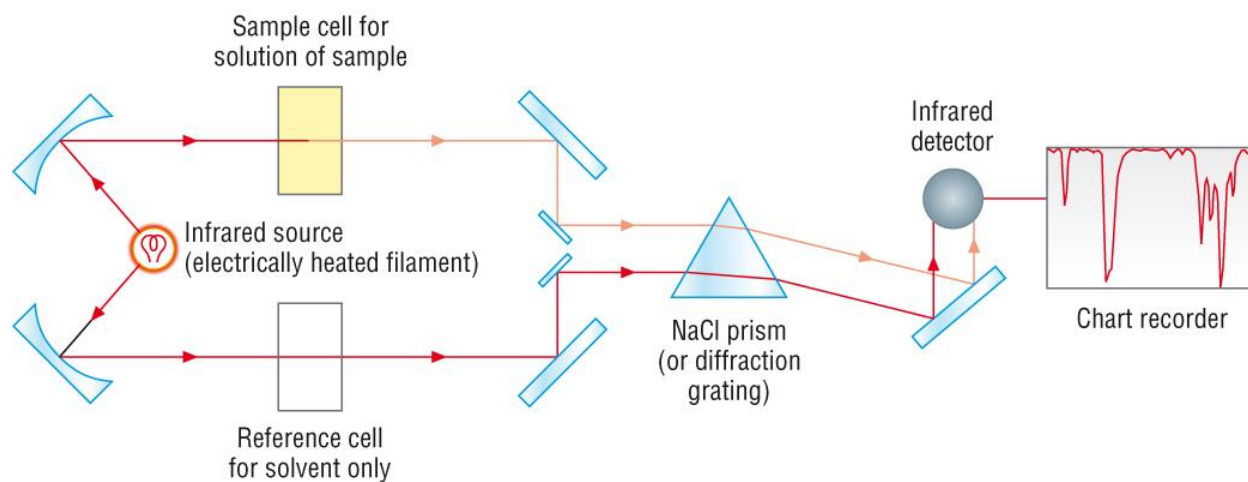 Sample cell for
solution of sample
Infrared source
(electrically heated filament)
Reference cell
for solvent only
NaCl prism
(or diffraction
grating)
Infrared
detector
Chart recorder